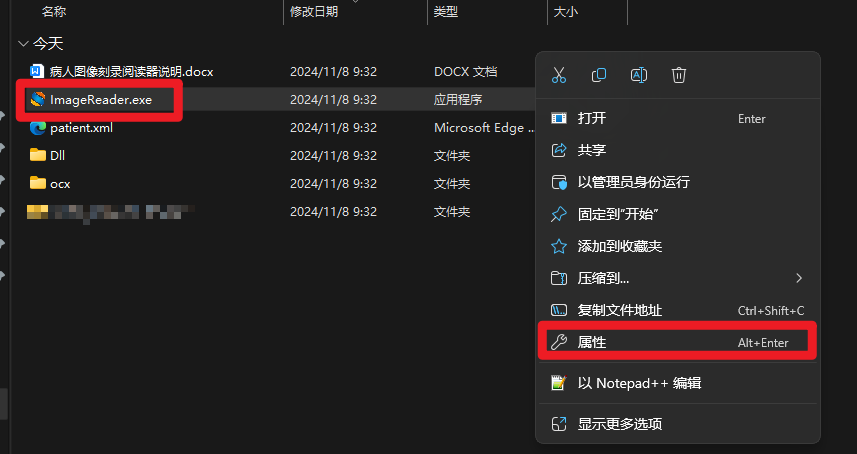 名称 修改日期 类型 大小
今天
病人图像刻录阅读器说明.docx 2024/11/8 9:32 DOCX 文档
ImageReader.exe 2024/11/8 9:32 应用程序
patient.xml 2024/11/8 9:32 Microsoft Edge ...
Dll 2024/11/8 9:32 文件夹
ocx 2024/11/8 9:32 文件夹
2024/11/8 9:32 文件夹
打开 Enter
共享
以管理员身份运行
固定到"开始"
添加到收藏夹
压缩到...
复制文件地址 Ctrl+Shift+C
属性 Alt+Enter
以 Notepad++ 编辑
显示更多选项